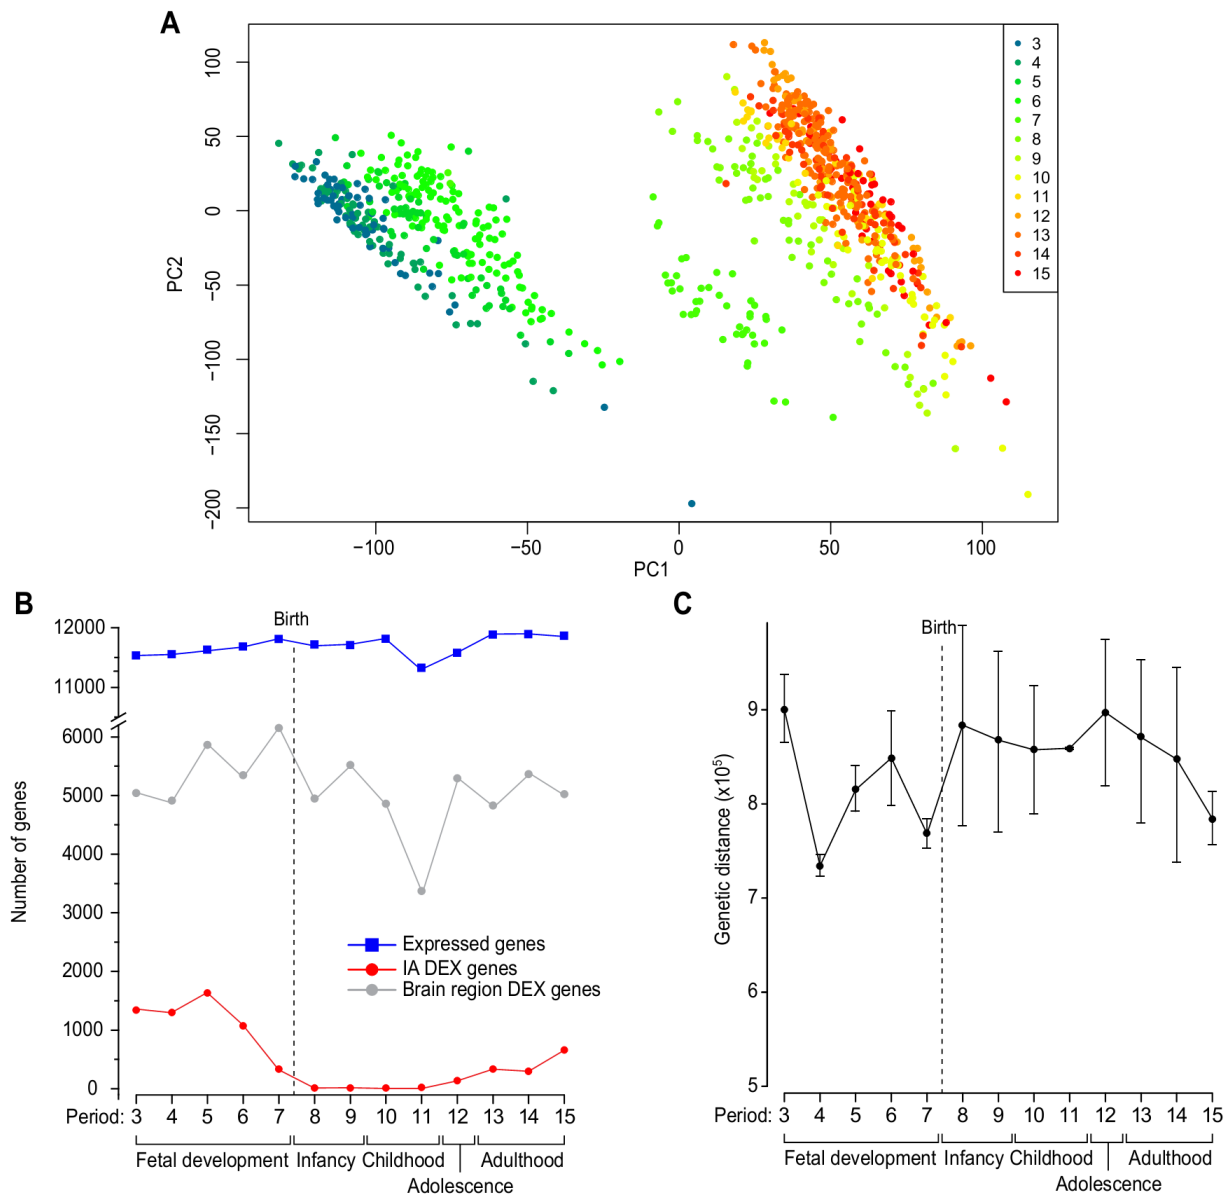 A
100
50
0
−50
−100
−150
−200
PC2
−100
−50
0
50
100
PC1
3
4
5
6
7
8
9
10
11
12
13
14
15
B
Birth
12000
11000
6000
5000
4000
3000
2000
1000
0
Number of genes
Expressed genes
IA DEX genes
Brain region DEX genes
Period: 3 4 5 6 7 8 9 10 11 12 13 14 15
Fetal development Infancy Childhood Adulthood
Adolescence
C
Birth
9
8
7
6
5
Genetic distance (x10⁵)
Period: 3 4 5 6 7 8 9 10 11 12 13 14 15
Fetal development Infancy Childhood Adulthood
Adolescence